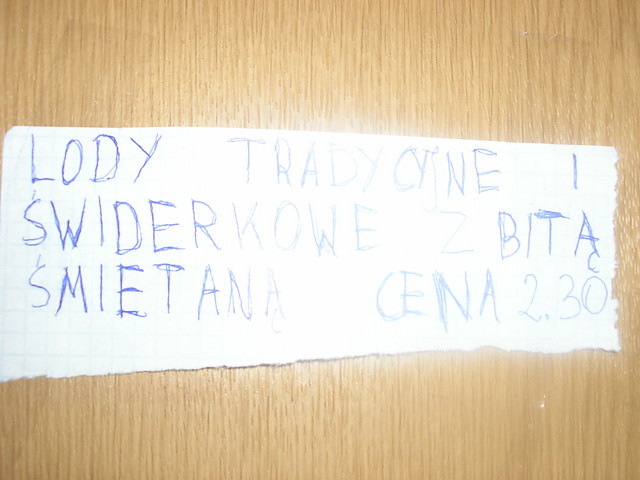 LODY TRADYCYJNE I
ŚWIDERKOWE Z BITĄ
ŚMIETANĄ CENA 2.30